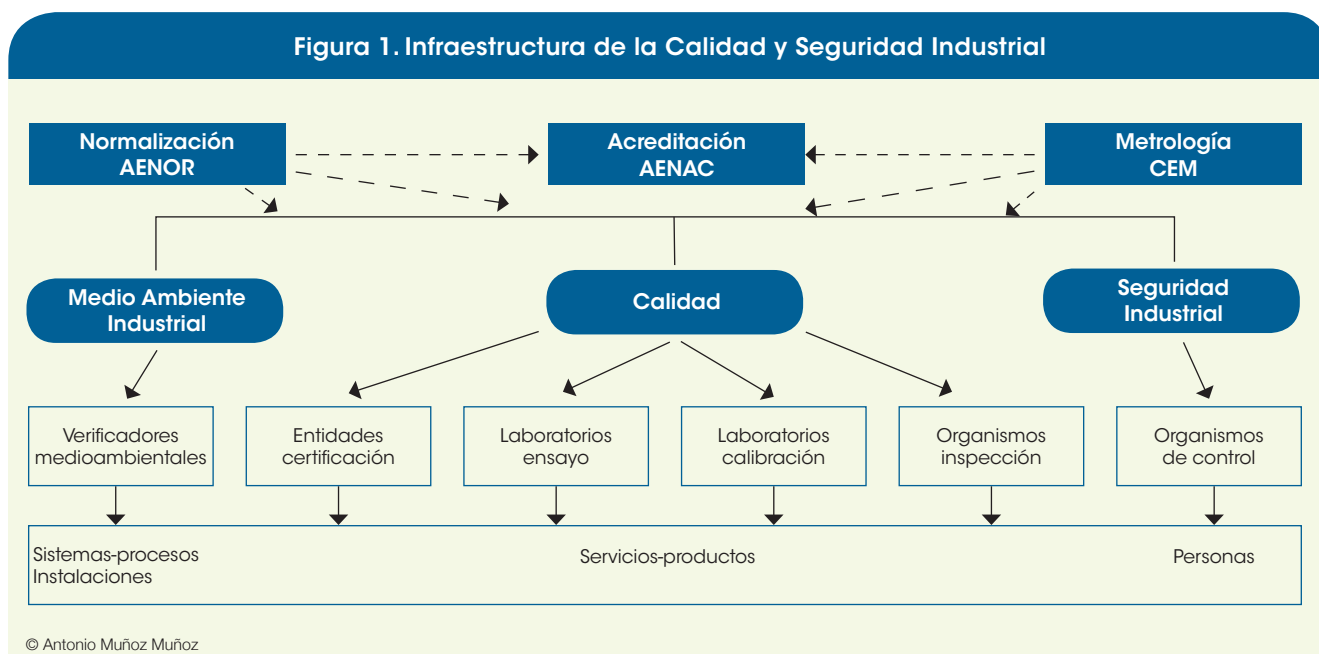 Figura 1. Infraestructura de la Calidad y Seguridad Industrial
Normalización
AENOR
Acreditación
AENAC
Metrología
CEM
Medio Ambiente
Industrial
Calidad
Seguridad
Industrial
Verificadores
medioambientales
Entidades
certificación
Laboratorios
ensayo
Laboratorios
calibración
Organismos
inspección
Organismos
de control
Sistemas-procesos
Instalaciones
Servicios-productos
Personas
© Antonio Muñoz Muñoz